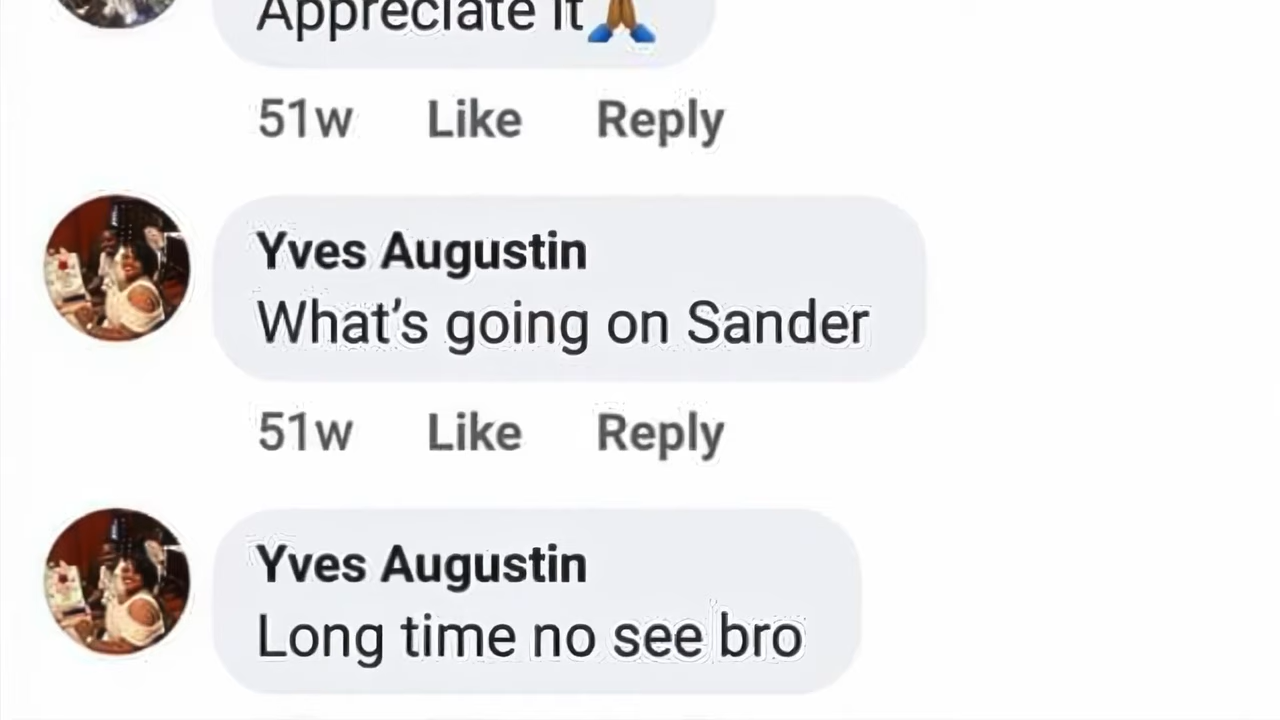 Appreciate it🙏🏾
51w Like Reply
Yves Augustin
What's going on Sander
51w Like Reply
Yves Augustin
Long time no see bro